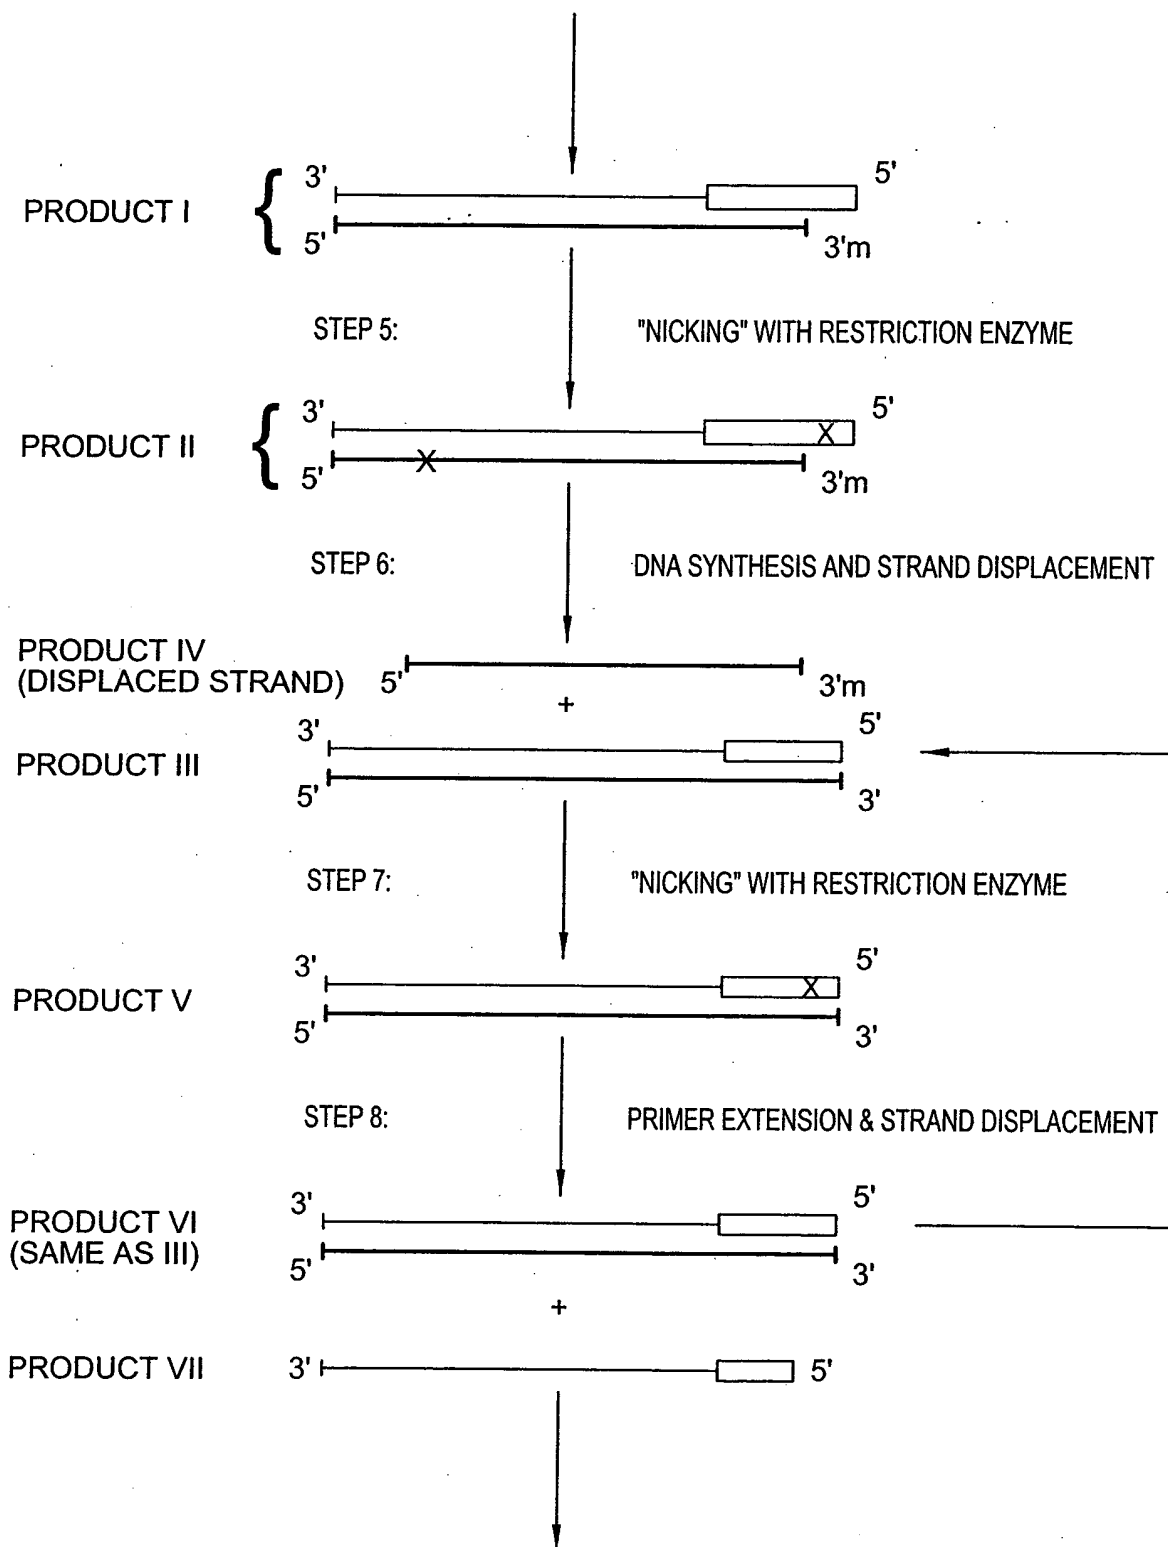 3'
5'
PRODUCT I
{
5'
3'm
STEP 5:
"NICKING" WITH RESTRICTION ENZYME
3'
5'
X
PRODUCT II
{
X
5'
3'm
STEP 6:
DNA SYNTHESIS AND STRAND DISPLACEMENT
PRODUCT IV
(DISPLACED STRAND)
5'
3'm
+
3'
5'
PRODUCT III
5'
3'
STEP 7:
"NICKING" WITH RESTRICTION ENZYME
3'
5'
X
PRODUCT V
5'
3'
STEP 8:
PRIMER EXTENSION & STRAND DISPLACEMENT
3'
5'
PRODUCT VI
(SAME AS III)
5'
3'
+
PRODUCT VII
3'
5'